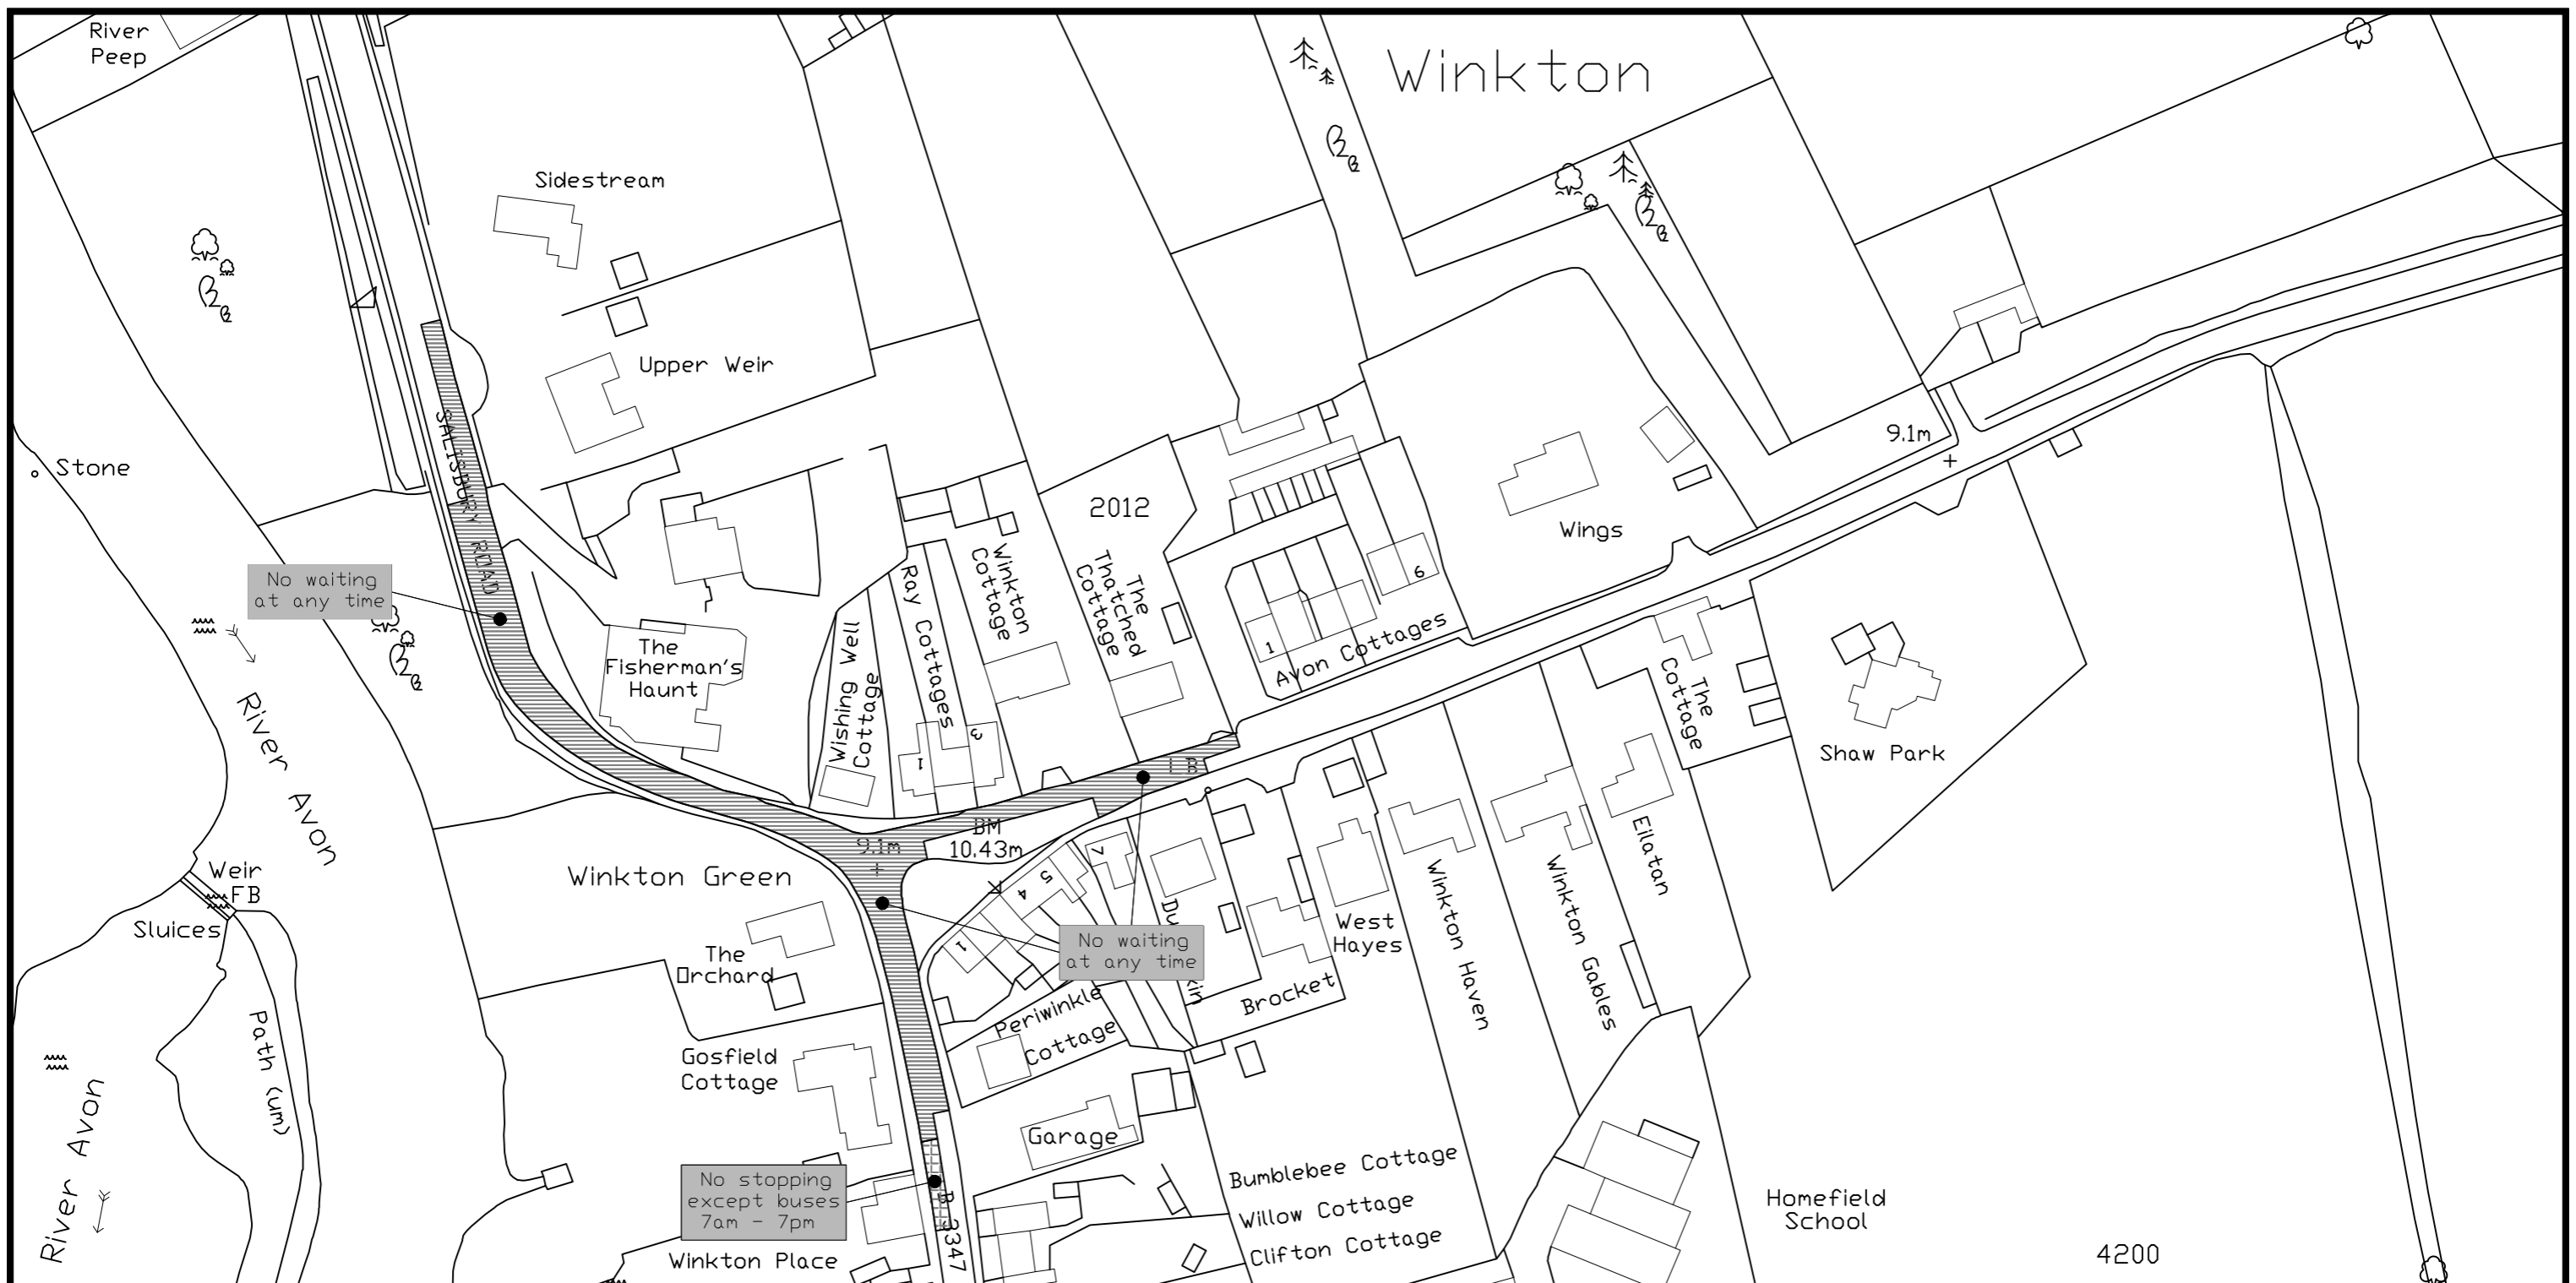 River
Peep
Winkton
Sidestream
Upper Weir
Stone
SALISBURY ROAD
9.1m
2012
Wings
No waiting
at any time
The
Fisherman's
Haunt
Wishing Well
Cottage
Ray Cottages
Winkton
Cottage
The
Thatched
Cottage
1
6
Avon Cottages
1
3
The
Cottage
Shaw Park
River Avon
LB
BM
10.43m
9.1m
Winkton Green
Weir
FB
Sluices
7
5
4
1
Eilatan
West
Hayes
Winkton Haven
Winkton Gables
The
Orchard
No waiting
at any time
Brocket
Periwinkle
Cottage
Path (um)
Gosfield
Cottage
River Avon
Garage
No stopping
except buses
7am - 7pm
B 3347
Winkton Place
Bumblebee Cottage
Willow Cottage
Clifton Cottage
Homefield
School
4200